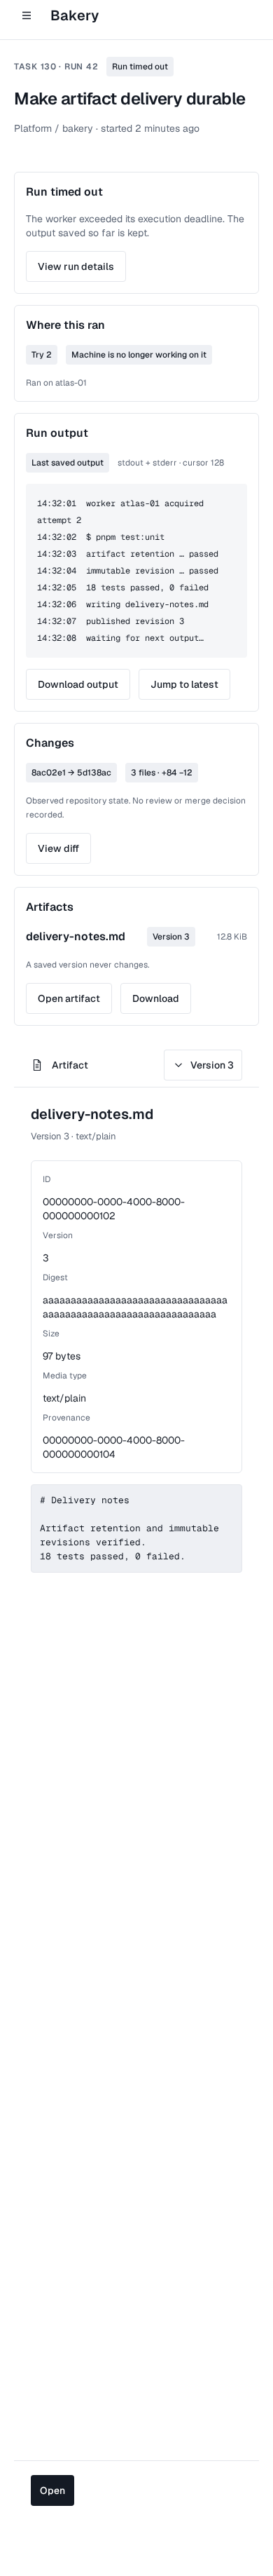 Bakery
TASK 130 · RUN 42 Run timed out
Make artifact delivery durable
Platform / bakery · started 2 minutes ago
Run timed out
The worker exceeded its execution deadline. The
output saved so far is kept.
View run details
Where this ran
Try 2 Machine is no longer working on it
Ran on atlas-01
Run output
Last saved output stdout + stderr · cursor 128
14:32:01 worker atlas-01 acquired
attempt 2
14:32:02 $ pnpm test:unit
14:32:03 artifact retention … passed
14:32:04 immutable revision … passed
14:32:05 18 tests passed, 0 failed
14:32:06 writing delivery-notes.md
14:32:07 published revision 3
14:32:08 waiting for next output…
Download output Jump to latest
Changes
8ac02e1 → 5d138ac 3 files · +84 −12
Observed repository state. No review or merge decision
recorded.
View diff
Artifacts
delivery-notes.md Version 3 12.8 KiB
A saved version never changes.
Open artifact Download
Artifact Version 3
delivery-notes.md
Version 3 · text/plain
ID
00000000-0000-4000-8000-
000000000102
Version
3
Digest
aaaaaaaaaaaaaaaaaaaaaaaaaaaaaaaaa
aaaaaaaaaaaaaaaaaaaaaaaaaaaaaaa
Size
97 bytes
Media type
text/plain
Provenance
00000000-0000-4000-8000-
000000000104
# Delivery notes
Artifact retention and immutable
revisions verified.
18 tests passed, 0 failed.
Open